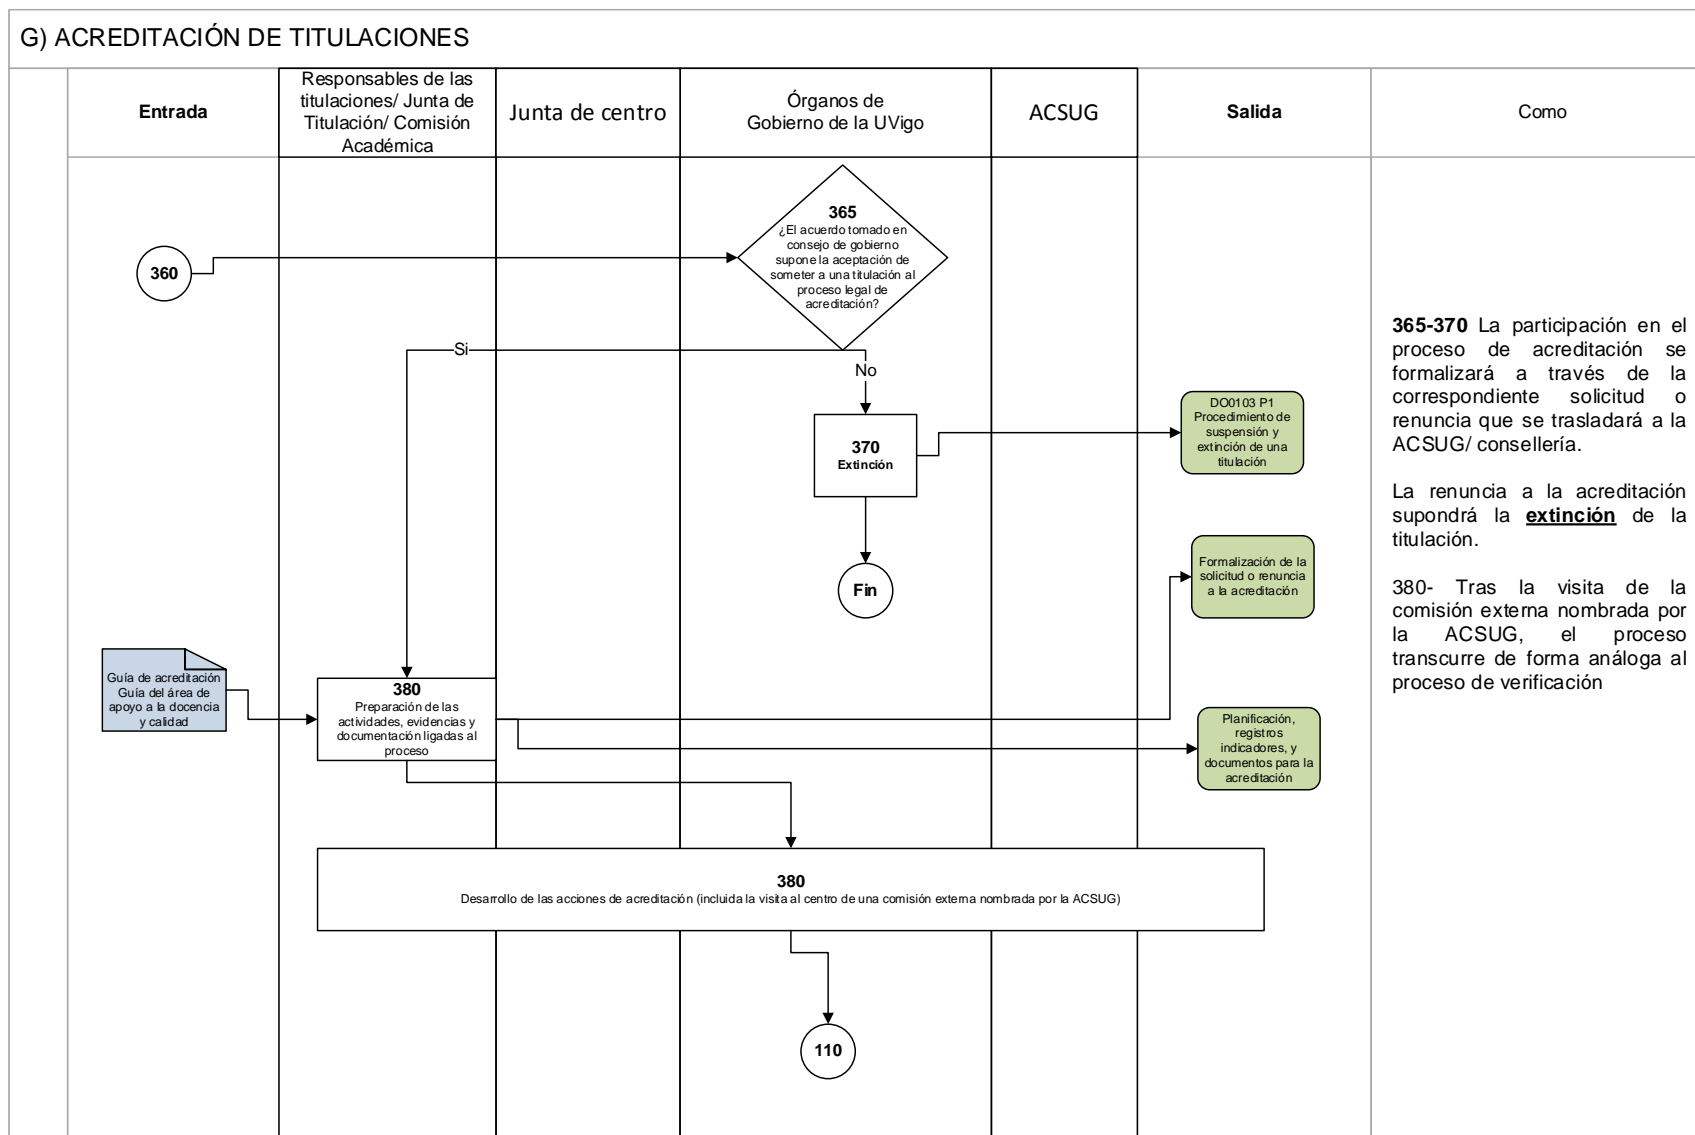 G) ACREDITACIÓN DE TITULACIONES
Entrada
Responsables de las
titulaciones/ Junta de
Titulación/ Comisión
Académica
Junta de centro
Órganos de
Gobierno de la UVigo
ACSUG
Salida
Como
360
365
¿El acuerdo tomado en
consejo de gobierno
supone la aceptación de
someter a una titulación al
proceso legal de
acreditación?
Si
No
370
Extinción
DO0103 P1
Procedimiento de
suspensión y
extinción de una
titulación
Fin
Formalización de la
solicitud o renuncia
a la acreditación
Guía de acreditación
Guía del área de
apoyo a la docencia
y calidad
380
Preparación de las
actividades, evidencias y
documentación ligadas al
proceso
Planificación,
registros
indicadores, y
documentos para la
acreditación
380
Desarrollo de las acciones de acreditación (incluida la visita al centro de una comisión externa nombrada por la ACSUG)
110
365-370 La participación en el
proceso de acreditación se
formalizará a través de la
correspondiente solicitud o
renuncia que se trasladará a la
ACSUG/ consellería.
La renuncia a la acreditación
supondrá la extinción de la
titulación.
380- Tras la visita de la
comisión externa nombrada por
la ACSUG, el proceso
transcurre de forma análoga al
proceso de verificación